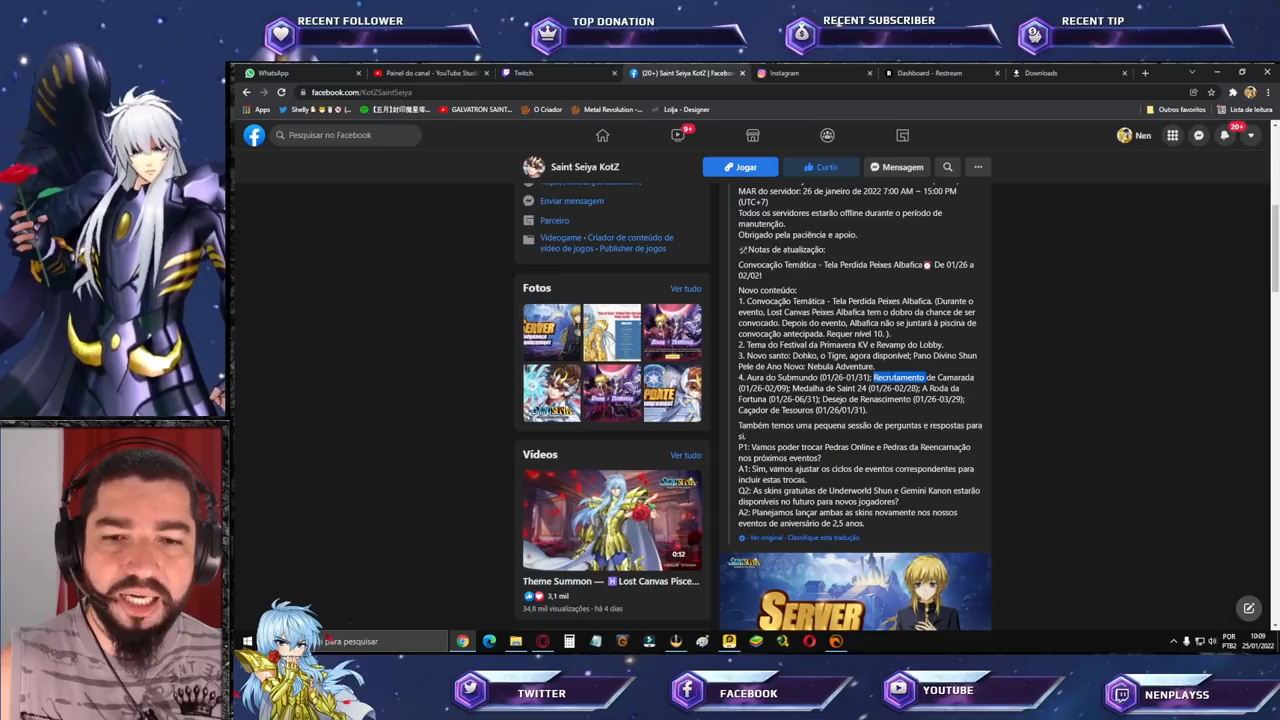 RECENT FOLLOWER
TOP DONATION
RECENT SUBSCRIBER
RECENT TIP
WhatsApp
Painel do canal - YouTube Stud
Twitch
(20+) Saint Seiya KotZ | Facebo
Instagram
Dashboard - Restream
Downloads
facebook.com/KotZSaintSeiya
Apps
GALVATRON SAINT...
O Criador
Metal Revolution -...
Lolja - Designer
Outros favoritos
Lista de leitura
Pesquisar no Facebook
9+
Nen
20+
Saint Seiya KotZ
Jogar
Curtir
Mensagem
Enviar mensagem
Parceiro
Videogame · Criador de conteúdo de
vídeo de jogos · Publisher de jogos
Fotos
Ver tudo
Vídeos
Ver tudo
0:12
Theme Summon — H Lost Canvas Pisce...
3,1 mil
34,8 mil visualizações · há 4 dias
MAR do servidor: 26 de janeiro de 2022 7:00 AM – 15:00 PM
(UTC+7)
Todos os servidores estarão offline durante o período de
manutenção.
Obrigado pela paciência e apoio.
🛠Notas de atualização:
Convocação Temática - Tela Perdida Peixes Albafica⏰ De 01/26 a
02/02!
Novo conteúdo:
1. Convocação Temática - Tela Perdida Peixes Albafica. (Durante o
evento, Lost Canvas Peixes Albafica tem o dobro da chance de ser
convocado. Depois do evento, Albafica não se juntará à piscina de
convocação antecipada. Requer nível 10, ).
2. Tema do Festival da Primavera KV e Revamp do Lobby.
3. Novo santo: Dohko, o Tigre, agora disponível; Pano Divino Shun
Pele de Ano Novo: Nebula Adventure.
4. Aura do Submundo (01/26-01/31); Recrutamento de Camarada
(01/26-02/09); Medalha de Saint 24 (01/26-02/28); A Roda da
Fortuna (01/26-06/31); Desejo de Renascimento (01/26-03/29);
Caçador de Tesouros (01/26/01/31).
Também temos uma pequena sessão de perguntas e respostas para
si.
P1: Vamos poder trocar Pedras Online e Pedras da Reencarnação
nos próximos eventos?
A1: Sim, vamos ajustar os ciclos de eventos correspondentes para
incluir estas trocas.
Q2: As skins gratuitas de Underworld Shun e Gemini Kanon estarão
disponíveis no futuro para novos jogadores?
A2: Planejamos lançar ambas as skins novamente nos nossos
eventos de aniversário de 2,5 anos.
Ver original · Classifique esta tradução
SERVER
para pesquisar
POR
PTB2
10:09
25/01/2022
TWITTER
FACEBOOK
YOUTUBE
NENPLAYSS